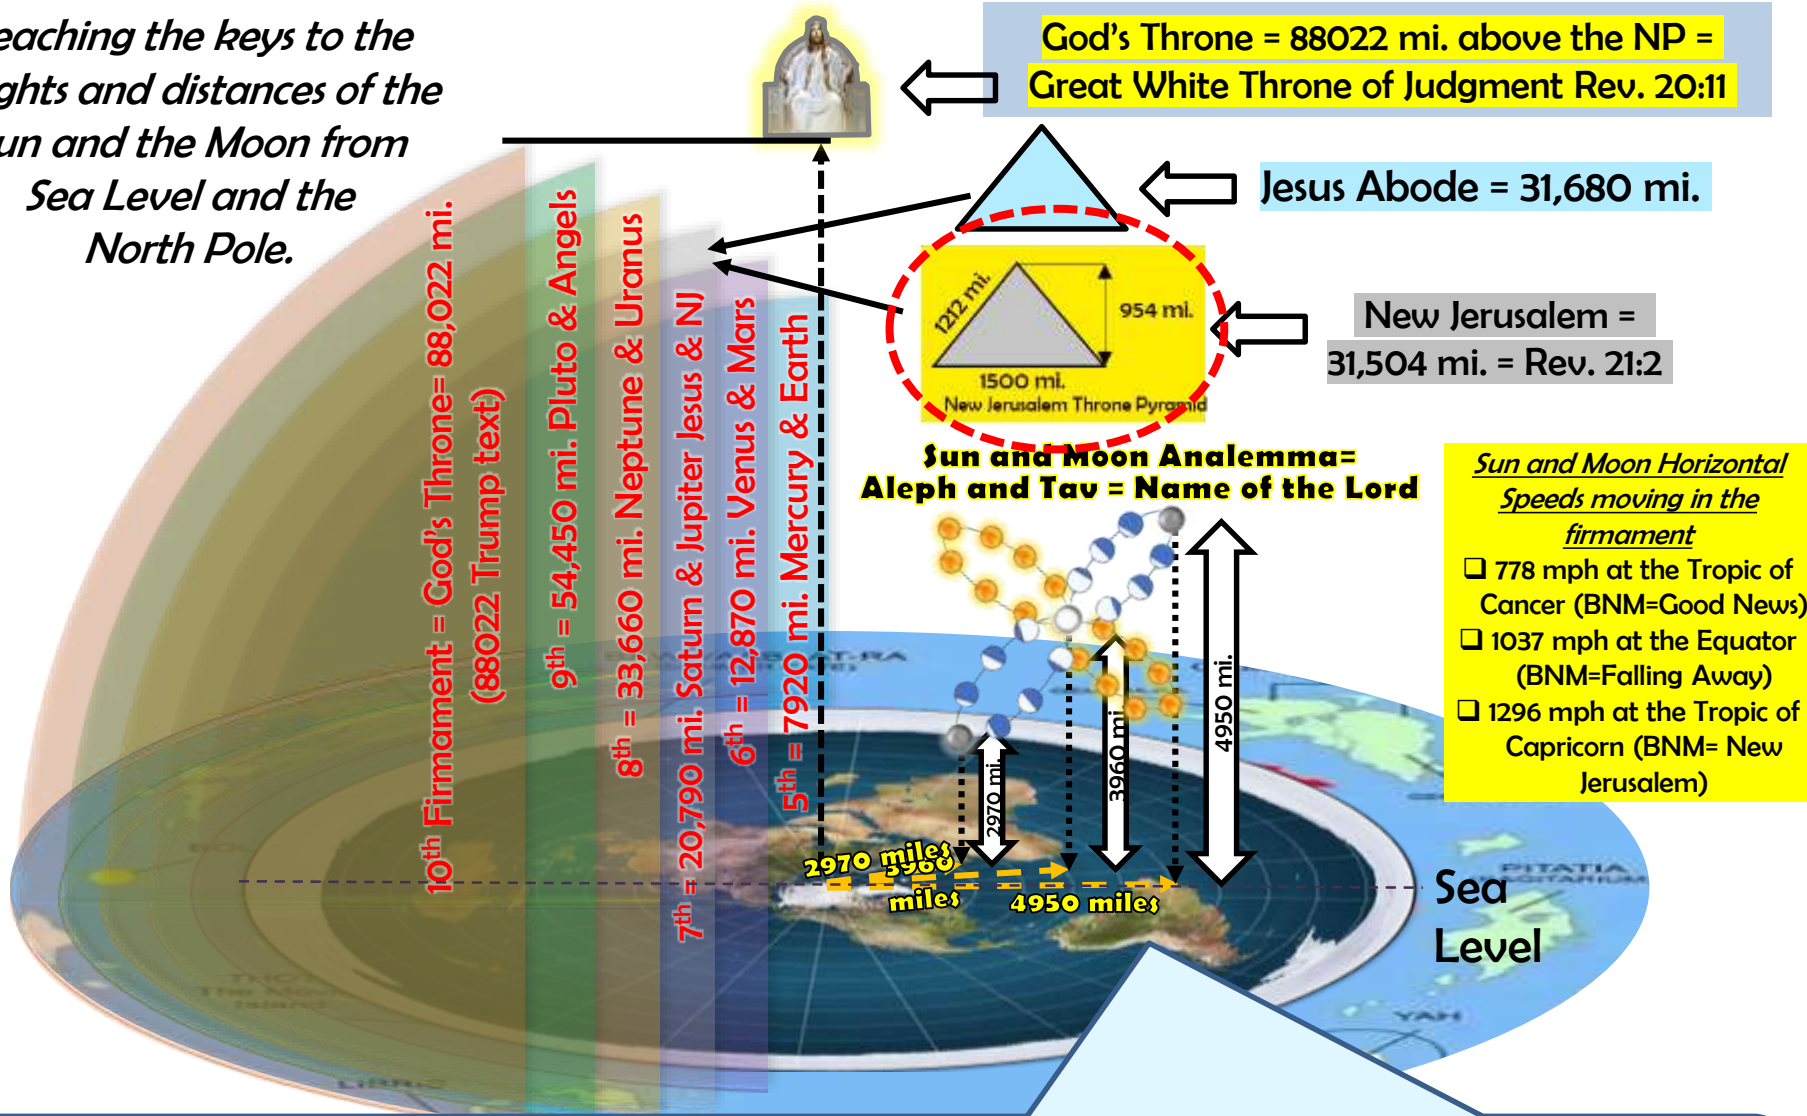 eaching the keys to the
ghts and distances of the
un and the Moon from
Sea Level and the
North Pole.
God's Throne = 88022 mi. above the NP =
Great White Throne of Judgment Rev. 20:11
Jesus Abode = 31,680 mi.
1212 mi.
954 mi.
1500 mi.
New Jerusalem Throne Pyramid
New Jerusalem =
31,504 mi. = Rev. 21:2
10th Firmament = God's Throne= 88,022 mi.
(88022 Trump text)
9th = 54,450 mi. Pluto & Angels
8th = 33,660 mi. Neptune & Uranus
7th = 20,790 mi. Saturn & Jupiter Jesus & NJ
6th = 12,870 mi. Venus & Mars
5th = 7920 mi. Mercury & Earth
Sun and Moon Analemma=
Aleph and Tav = Name of the Lord
Sun and Moon Horizontal
Speeds moving in the
firmament
❑ 778 mph at the Tropic of
Cancer (BNM=Good News)
❑ 1037 mph at the Equator
(BNM=Falling Away)
❑ 1296 mph at the Tropic of
Capricorn (BNM= New
Jerusalem)
2970 mi.
3960 mi.
4950 mi.
2970 miles
3960
miles
4950 miles
Sea
Level
PITATIA
YAH
LIBRIC
The Moon
Island